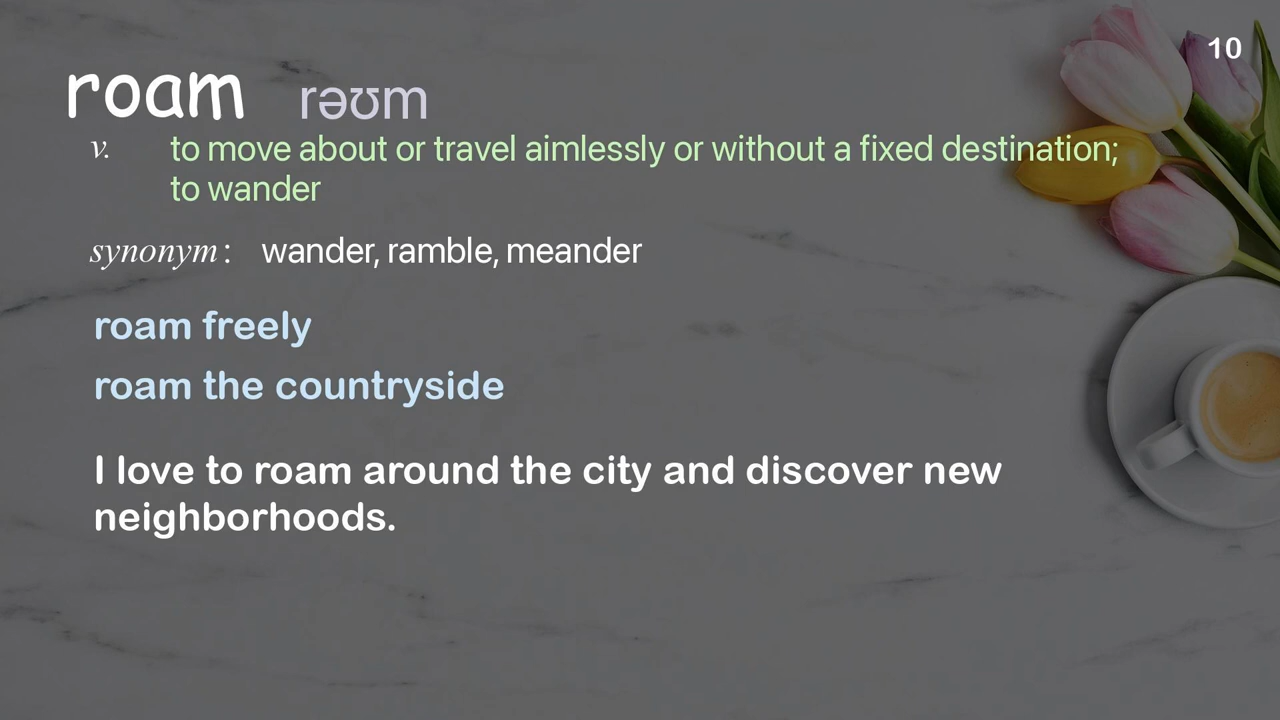 10
roam rəʊm
v. to move about or travel aimlessly or without a fixed destination;
to wander
synonym: wander, ramble, meander
roam freely
roam the countryside
I love to roam around the city and discover new
neighborhoods.